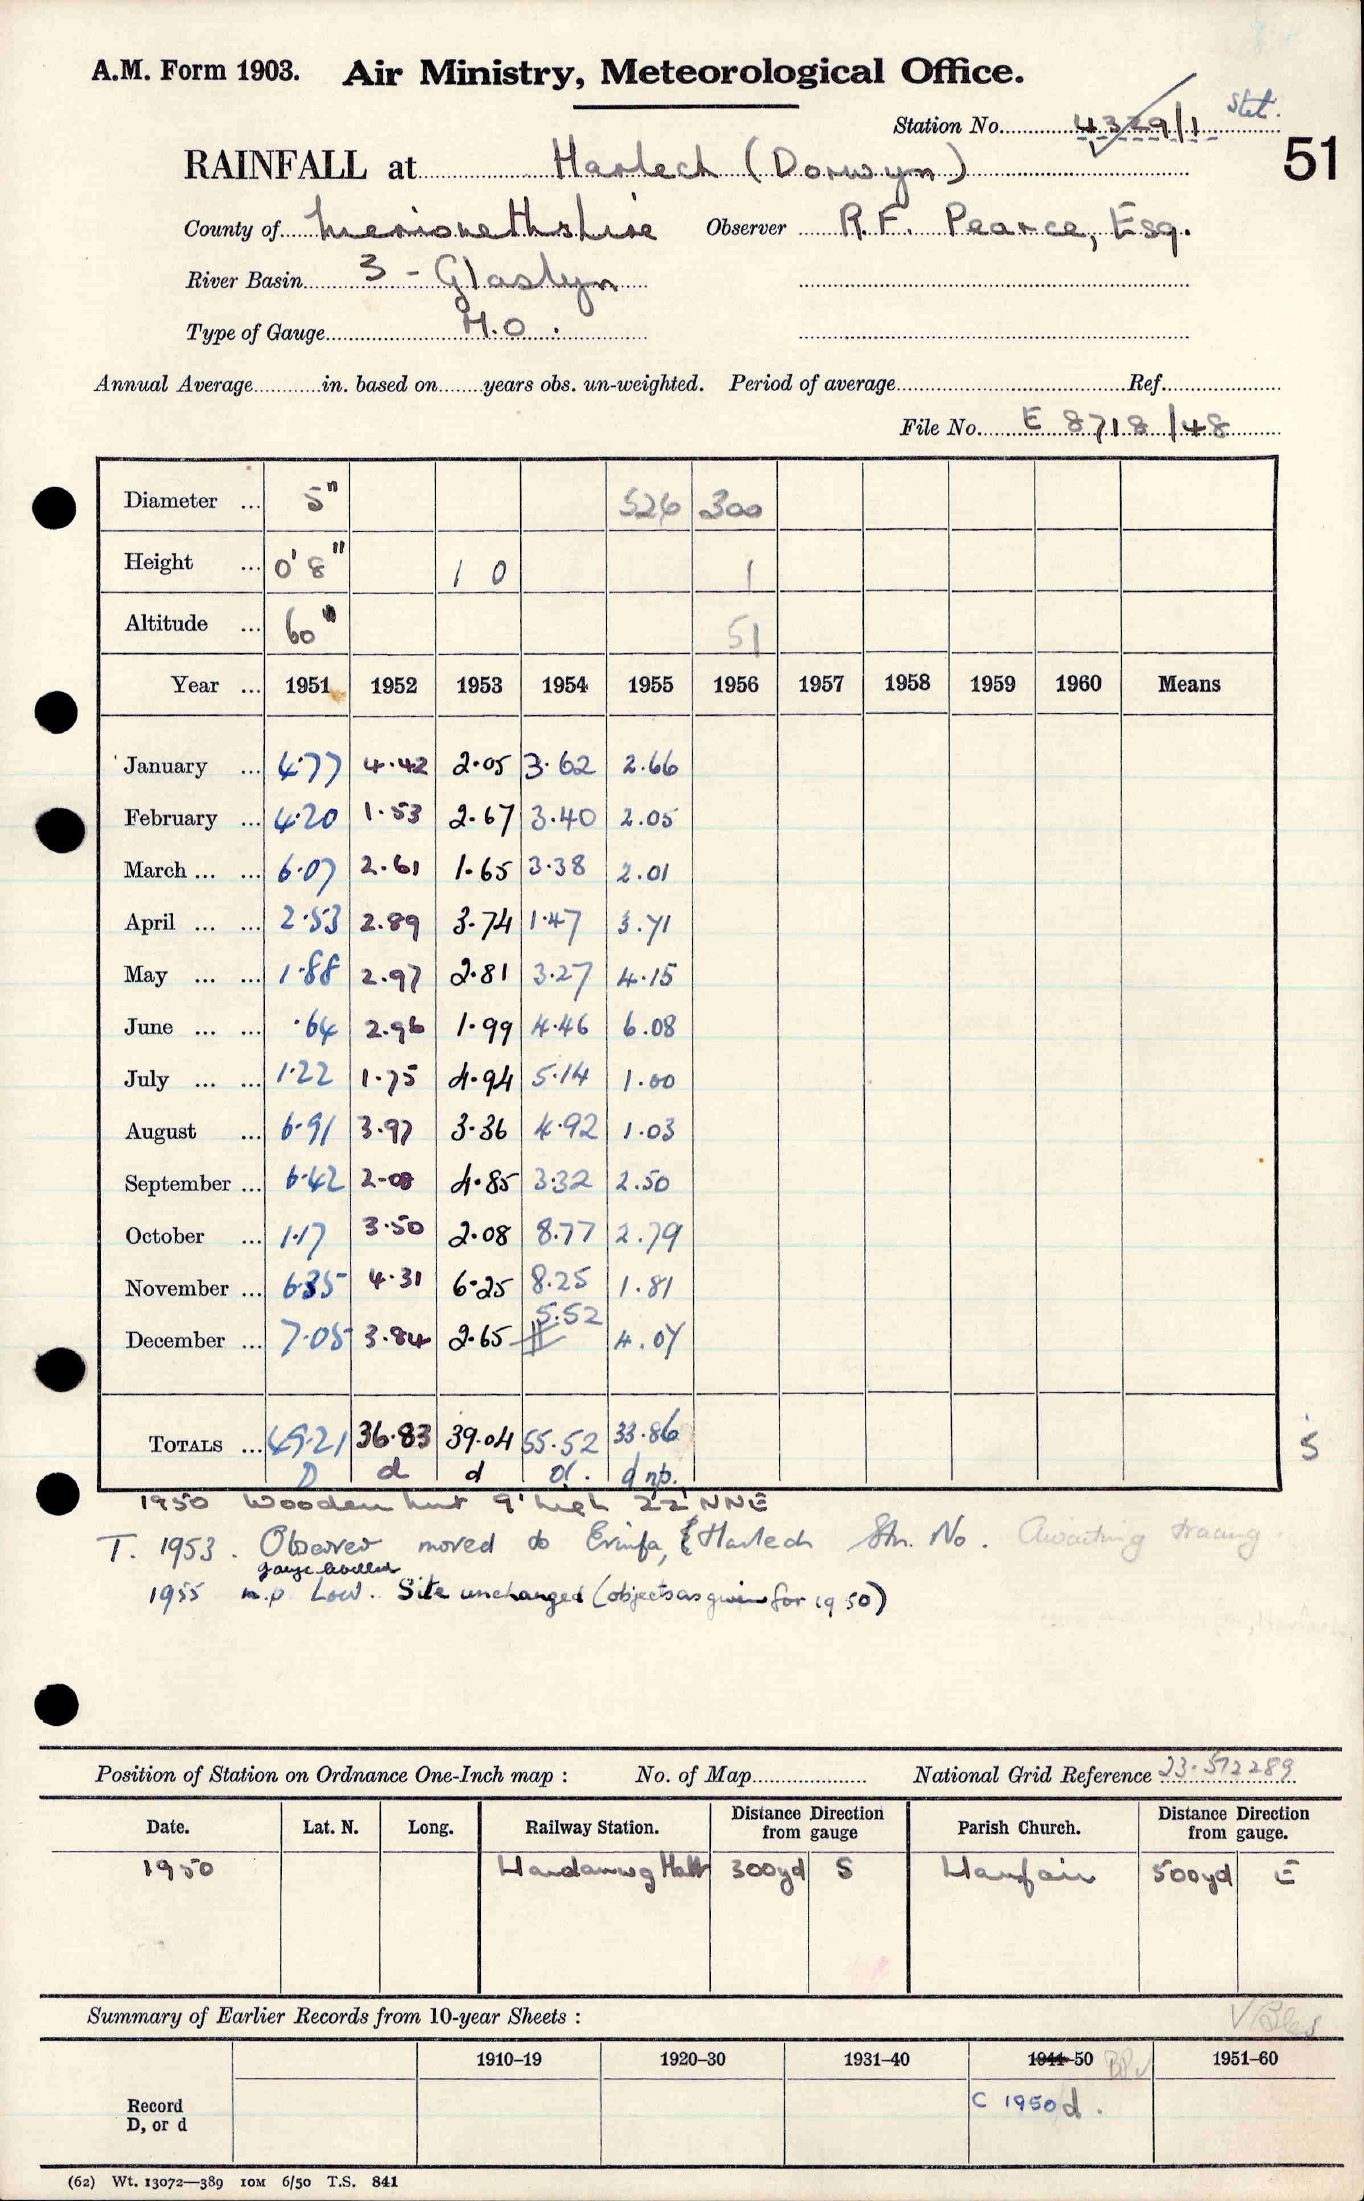 A.M. Form 1903. Air Ministry, Meteorological Office.
Station No. 4329/1 Stet.
51
RAINFALL at Harlech (Dorwyn)
County of Merionethshire Observer R.F. Pearce, Esq.
River Basin 3 - Glaslyn
Type of Gauge M.O.
Annual Average in. based on years obs. un-weighted. Period of average Ref.
File No. E 8718/48
Diameter ... 5" 526 300
Height ... 0' 8" 1 0 1
Altitude ... 60" 51
Year ... 1951 1952 1953 1954 1955 1956 1957 1958 1959 1960 Means
January ... 4.77 4.42 2.05 3.62 2.66
February ... 4.20 1.53 2.67 3.40 2.05
March ... ... 6.07 2.61 1.65 3.38 2.01
April ... ... 2.53 2.89 3.74 1.47 3.71
May ... ... 1.88 2.97 2.81 3.27 4.15
June ... ... .64 2.96 1.99 4.46 6.08
July ... ... 1.22 1.75 4.94 5.14 1.00
August ... 6.91 3.97 3.36 4.92 1.03
September ... 6.42 2.08 4.85 3.32 2.50
October ... 1.17 3.50 2.08 8.77 2.79
November ... 6.35 4.31 6.25 8.25 1.81
December ... 7.05 3.84 2.65 5.52 4.07
TOTALS ... 49.21 36.83 39.04 55.52 33.86
D d d d. d np.
5
1950 Wooden hut 9' high 22' NNE
T. 1953. Observer moved to Erinfa, Harlech Stn. No. Awaiting tracing.
gauge levelled
1955 n.p Low. Site unchanged (objects as given for 1950)
Position of Station on Ordnance One-Inch map : No. of Map National Grid Reference 23.572289
Date. Lat. N. Long. Railway Station. Distance Direction from gauge Parish Church. Distance Direction from gauge.
1950 Llandanwg Halt 300yd S Llanfair 500yd E
Summary of Earlier Records from 10-year Sheets :
1910–19 1920–30 1931–40 1941–50 1951–60
Record
D, or d
C 1950 d.
(62) Wt. 13072—389 10M 6/50 T.S. 841